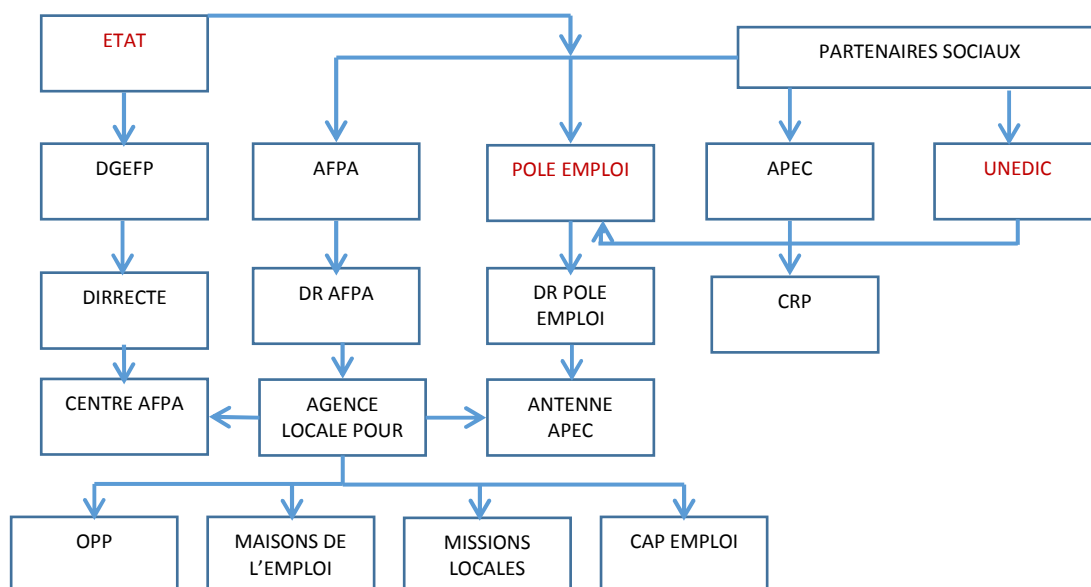 ETAT
PARTENAIRES SOCIAUX
DGEFP
AFPA
POLE EMPLOI
APEC
UNEDIC
DIRRECTE
DR AFPA
DR POLE
EMPLOI
CRP
CENTRE AFPA
AGENCE
LOCALE POUR
ANTENNE
APEC
OPP
MAISONS DE
L’EMPLOI
MISSIONS
LOCALES
CAP EMPLOI